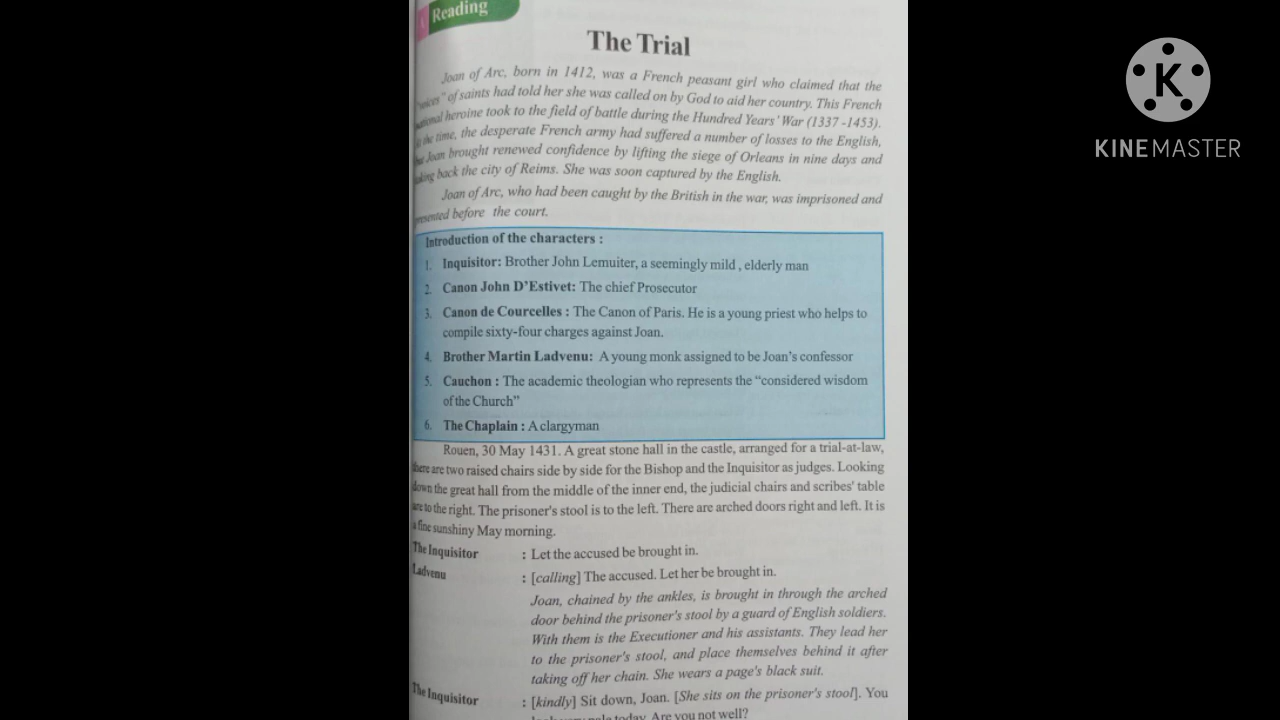 A Reading
The Trial
Joan of Arc, born in 1412, was a French peasant girl who claimed that the
"voices" of saints had told her she was called on by God to aid her country. This French
national heroine took to the field of battle during the Hundred Years' War (1337 -1453).
the time, the desperate French army had suffered a number of losses to the English,
but Joan brought renewed confidence by lifting the siege of Orleans in nine days and
taking back the city of Reims. She was soon captured by the English.
Joan of Arc, who had been caught by the British in the war, was imprisoned and
presented before the court.
Introduction of the characters :
1. Inquisitor: Brother John Lemuiter, a seemingly mild , elderly man
2. Canon John D'Estivet: The chief Prosecutor
3. Canon de Courcelles : The Canon of Paris. He is a young priest who helps to
compile sixty-four charges against Joan.
4. Brother Martin Ladvenu: A young monk assigned to be Joan's confessor
5. Cauchon : The academic theologian who represents the "considered wisdom
of the Church"
6. The Chaplain : A clargyman
Rouen, 30 May 1431. A great stone hall in the castle, arranged for a trial-at-law,
there are two raised chairs side by side for the Bishop and the Inquisitor as judges. Looking
down the great hall from the middle of the inner end, the judicial chairs and scribes' table
are to the right. The prisoner's stool is to the left. There are arched doors right and left. It is
a fine sunshiny May morning.
The Inquisitor : Let the accused be brought in.
Ladvenu : [calling] The accused. Let her be brought in.
Joan, chained by the ankles, is brought in through the arched
door behind the prisoner's stool by a guard of English soldiers.
With them is the Executioner and his assistants. They lead her
to the prisoner's stool, and place themselves behind it after
taking off her chain. She wears a page's black suit.
The Inquisitor : [kindly] Sit down, Joan. [She sits on the prisoner's stool]. You
look very pale today. Are you not well?
K
KINEMASTER